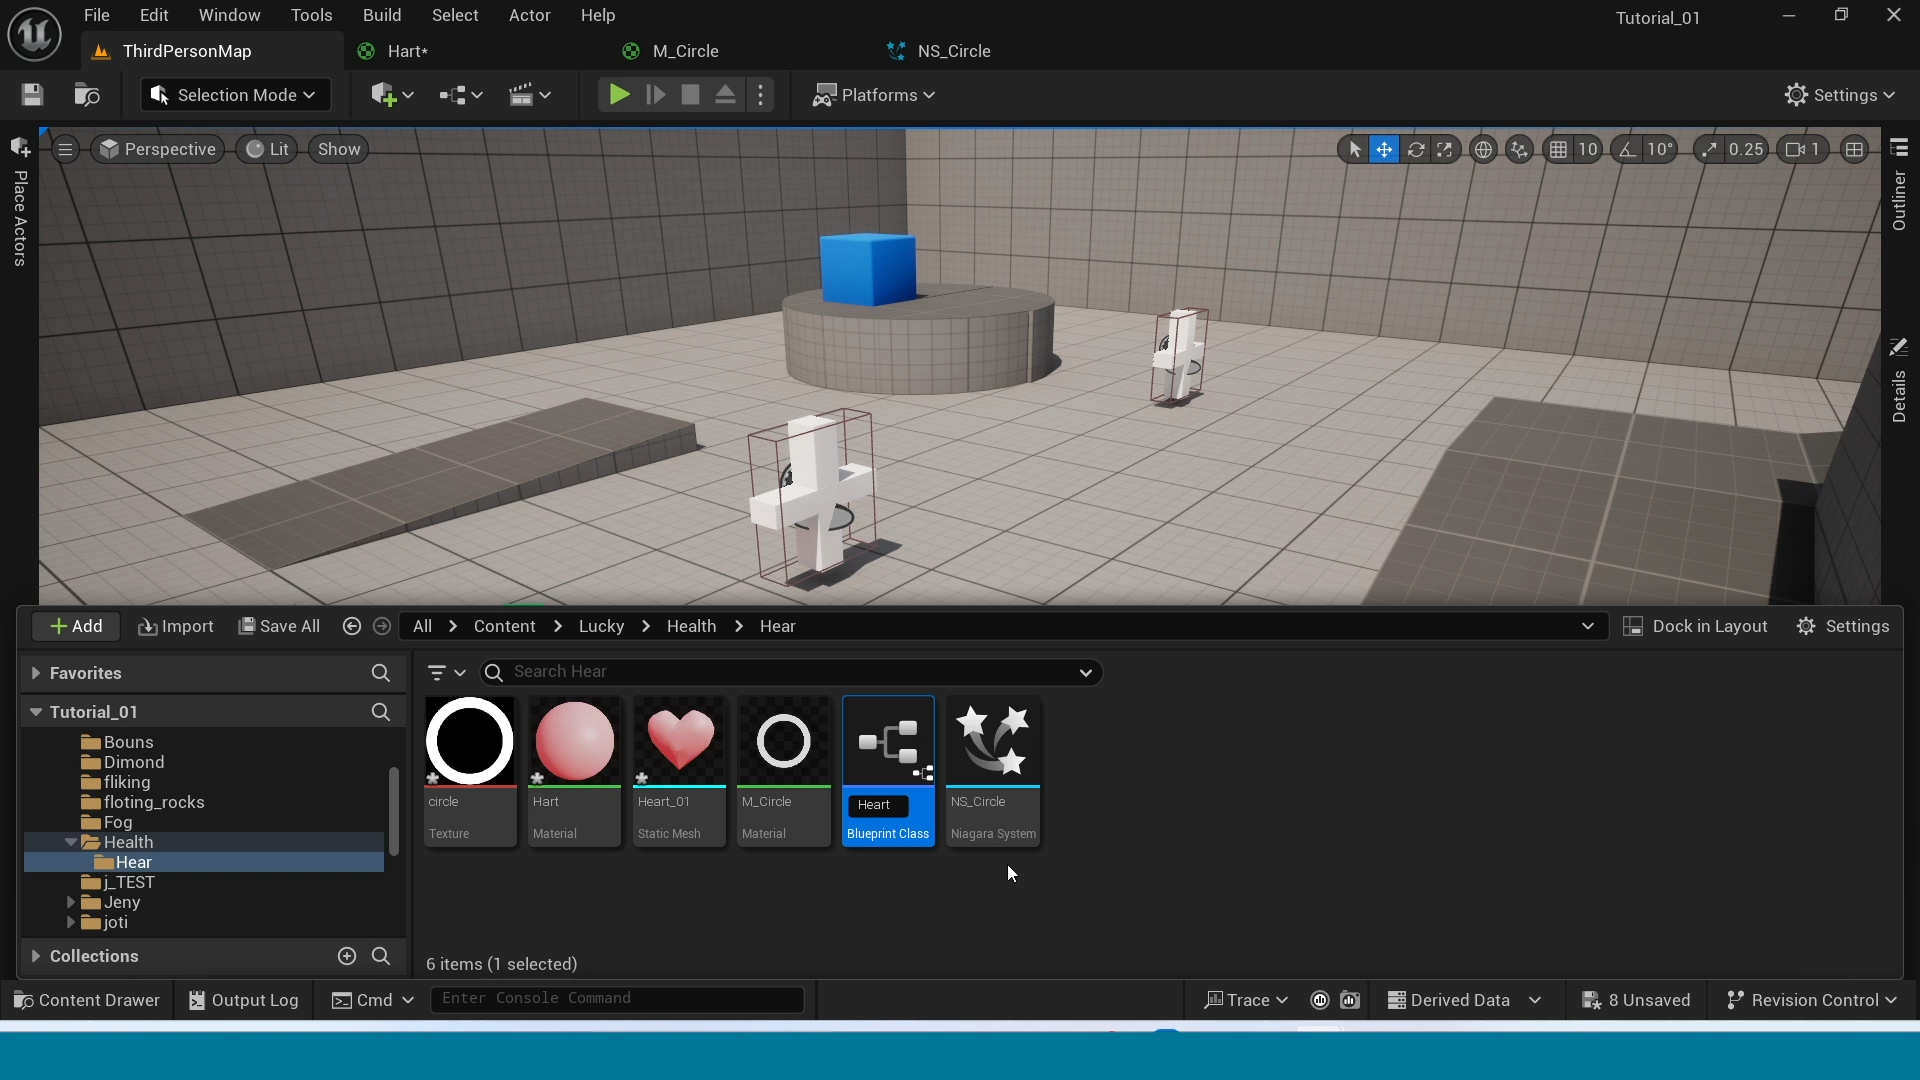 File Edit Window Tools Build Select Actor Help
Tutorial_01
ThirdPersonMap
Hart*
M_Circle
NS_Circle
Selection Mode
Platforms
Settings
Place Actors
Perspective
Lit
Show
10
10°
0.25
1
Outliner
Details
Add
Import
Save All
All > Content > Lucky > Health > Hear
Dock in Layout
Settings
Favorites
Search Hear
Tutorial_01
Bouns
Dimond
fliking
floting_rocks
Fog
Health
Hear
j_TEST
Jeny
joti
Collections
circle
Texture
Hart
Material
Heart_01
Static Mesh
M_Circle
Material
Heart
Blueprint Class
NS_Circle
Niagara System
6 items (1 selected)
Content Drawer
Output Log
Cmd
Enter Console Command
Trace
Derived Data
8 Unsaved
Revision Control